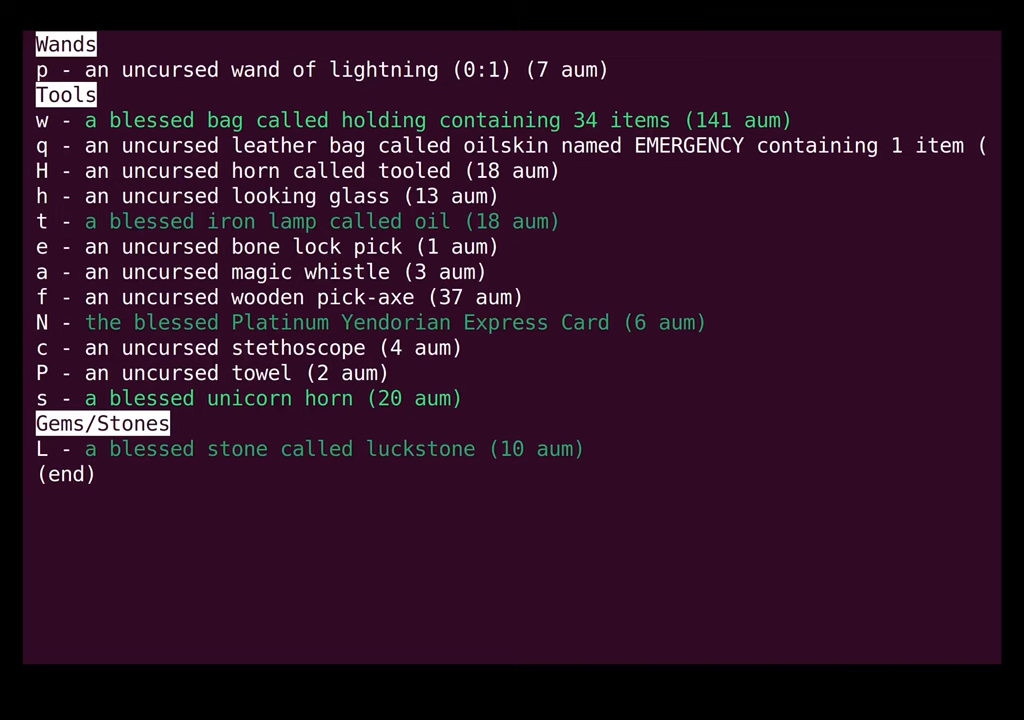 Wands
p - an uncursed wand of lightning (0:1) (7 aum)
Tools
w - a blessed bag called holding containing 34 items (141 aum)
q - an uncursed leather bag called oilskin named EMERGENCY containing 1 item (
H - an uncursed horn called tooled (18 aum)
h - an uncursed looking glass (13 aum)
t - a blessed iron lamp called oil (18 aum)
e - an uncursed bone lock pick (1 aum)
a - an uncursed magic whistle (3 aum)
f - an uncursed wooden pick-axe (37 aum)
N - the blessed Platinum Yendorian Express Card (6 aum)
c - an uncursed stethoscope (4 aum)
P - an uncursed towel (2 aum)
s - a blessed unicorn horn (20 aum)
Gems/Stones
L - a blessed stone called luckstone (10 aum)
(end)